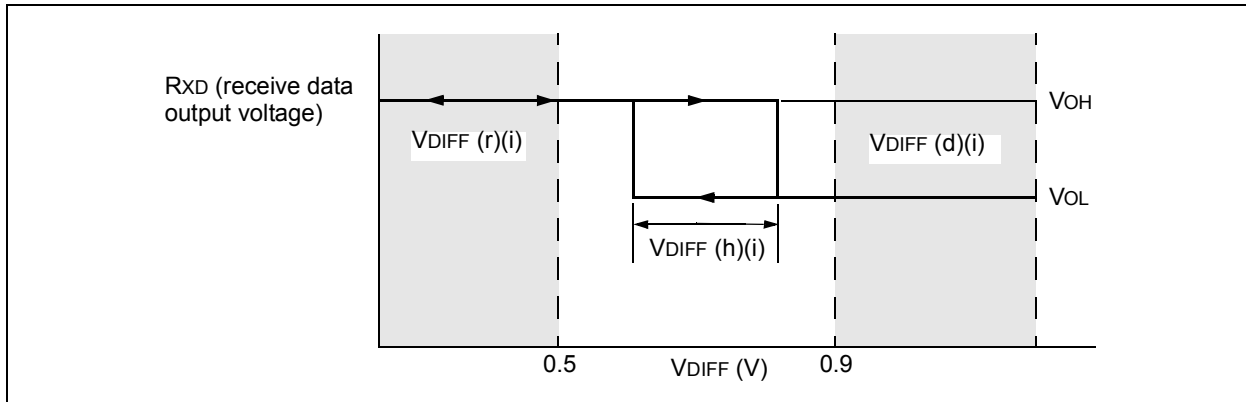 RXD (receive data
output voltage)
VOH
VDIFF (r)(i)
VDIFF (d)(i)
VOL
VDIFF (h)(i)
0.5
VDIFF (V)
0.9